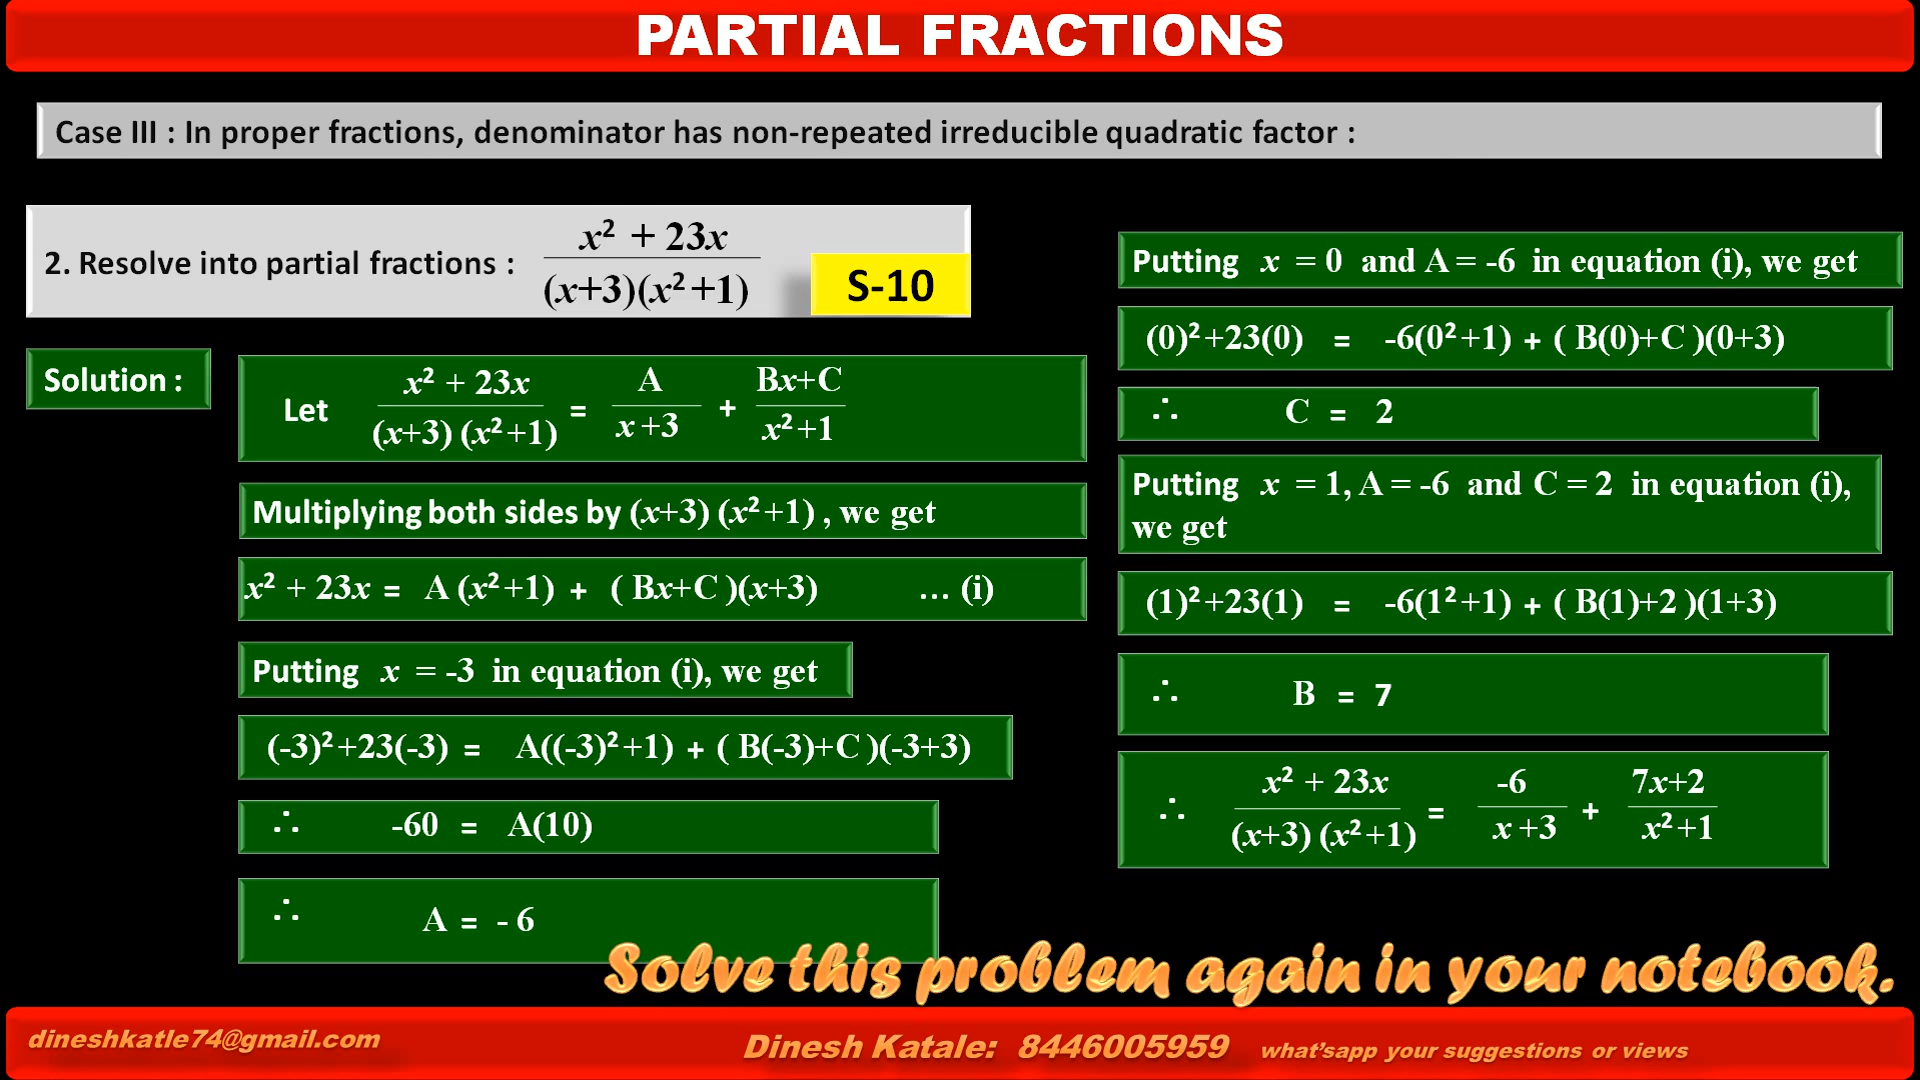 PARTIAL FRACTIONS
Case III : In proper fractions, denominator has non-repeated irreducible quadratic factor :
2. Resolve into partial fractions : x² + 23x / (x+3)(x²+1)
S-10
Solution :
Let x² + 23x / (x+3) (x²+1) = A / x+3 + Bx+C / x²+1
Multiplying both sides by (x+3) (x²+1) , we get
x² + 23x = A (x²+1) + ( Bx+C )(x+3) ... (i)
Putting x = -3 in equation (i), we get
(-3)²+23(-3) = A((-3)²+1) + ( B(-3)+C )(-3+3)
∴ -60 = A(10)
∴ A = - 6
Putting x = 0 and A = -6 in equation (i), we get
(0)²+23(0) = -6(0²+1) + ( B(0)+C )(0+3)
∴ C = 2
Putting x = 1, A = -6 and C = 2 in equation (i),
we get
(1)²+23(1) = -6(1²+1) + ( B(1)+2 )(1+3)
∴ B = 7
∴ x² + 23x / (x+3) (x²+1) = -6 / x+3 + 7x+2 / x²+1
Solve this problem again in your notebook.
dineshkatle74@gmail.com
Dinesh Katale: 8446005959 what'sapp your suggestions or views